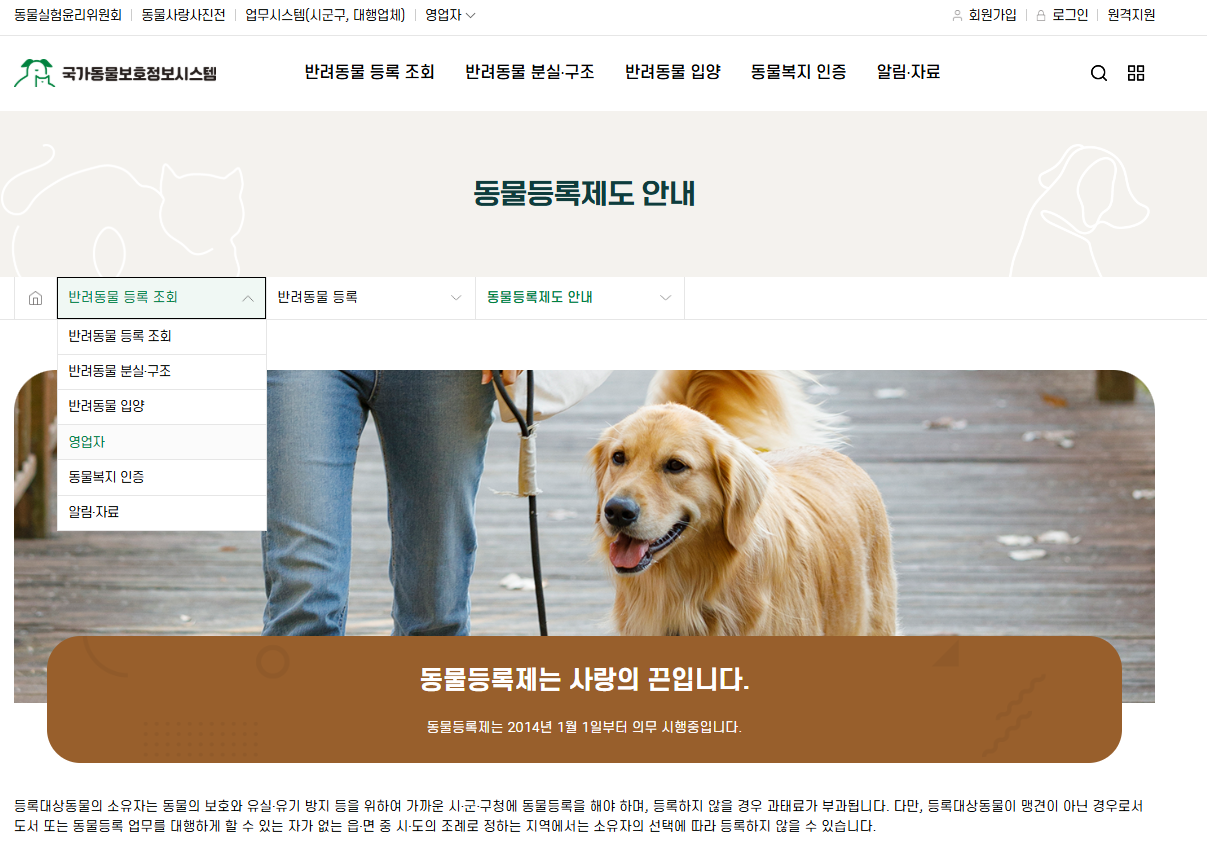 동물실험윤리위원회 동물사랑사진전 업무시스템(시군구, 대행업체) 영업자 회원가입 로그인 원격지원
국가동물보호정보시스템 반려동물 등록 조회 반려동물 분실·구조 반려동물 입양 동물복지 인증 알림·자료
동물등록제도 안내
반려동물 등록 조회 반려동물 등록 동물등록제도 안내
반려동물 등록 조회
반려동물 분실·구조
반려동물 입양
영업자
동물복지 인증
알림·자료
동물등록제는 사랑의 끈입니다.
동물등록제는 2014년 1월 1일부터 의무 시행중입니다.
등록대상동물의 소유자는 동물의 보호와 유실·유기 방지 등을 위하여 가까운 시·군·구청에 동물등록을 해야 하며, 등록하지 않을 경우 과태료가 부과됩니다. 다만, 등록대상동물이 맹견이 아닌 경우로서
도서 또는 동물등록 업무를 대행하게 할 수 있는 자가 없는 읍·면 중 시·도의 조례로 정하는 지역에서는 소유자의 선택에 따라 등록하지 않을 수 있습니다.